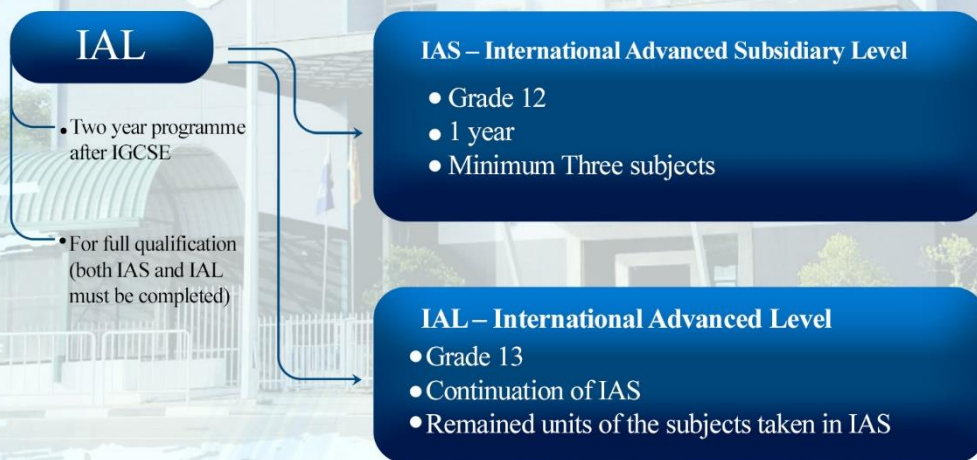 IAL
• Two year programme
after IGCSE
• For full qualification
(both IAS and IAL
must be completed)
IAS – International Advanced Subsidiary Level
• Grade 12
• 1 year
• Minimum Three subjects
IAL – International Advanced Level
• Grade 13
• Continuation of IAS
• Remained units of the subjects taken in IAS